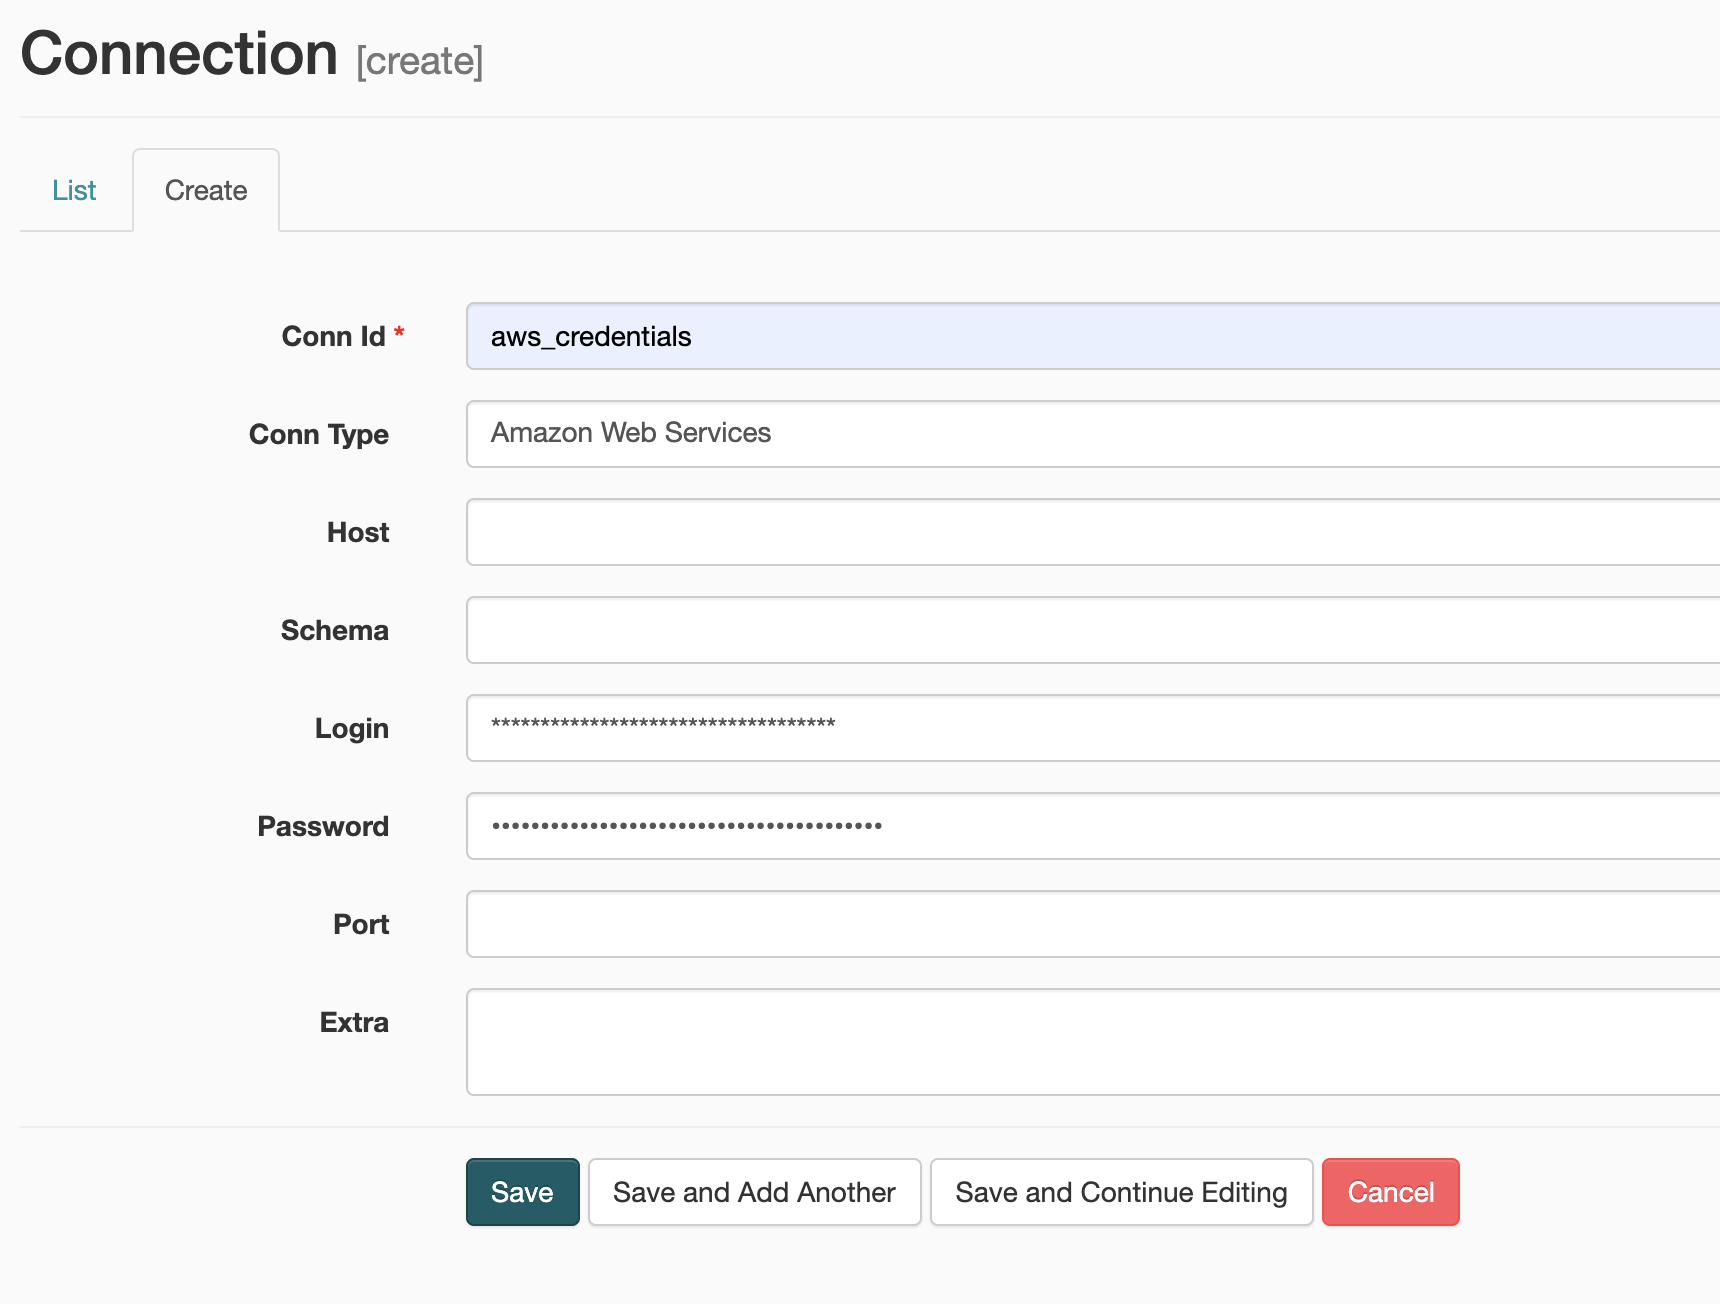 Connection [create]
List Create
Conn Id * aws_credentials
Conn Type Amazon Web Services
Host
Schema
Login ***********************************
Password ••••••••••••••••••••••••••••••••••••••••
Port
Extra
Save Save and Add Another Save and Continue Editing Cancel